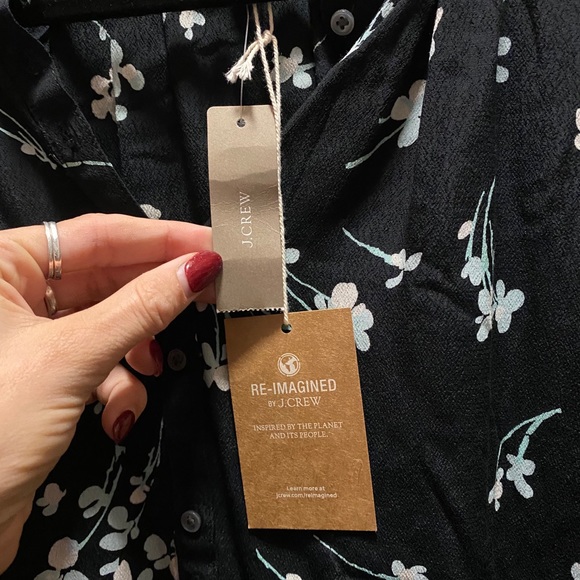 J.CREW
RE-IMAGINED
BY J.CREW
INSPIRED BY THE PLANET
AND ITS PEOPLE.
Learn more at
jcrew.com/reimagined